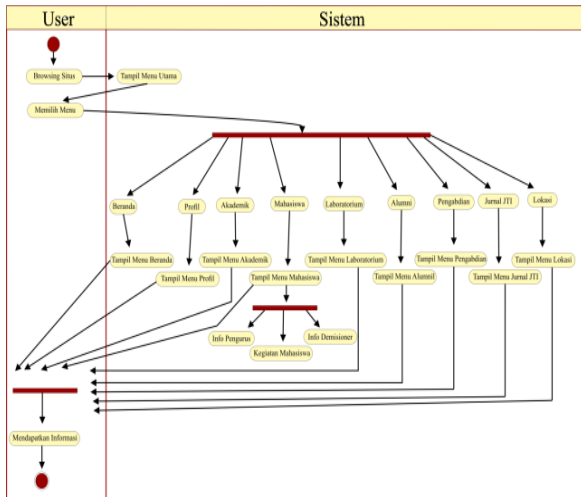 User
Sistem
Browsing Situs
Tampil Menu Utama
Memilih Menu
Beranda
Profil
Akademik
Mahasiswa
Laboratorium
Alumni
Pengabdian
Jurnal JTI
Lokasi
Tampil Menu Beranda
Tampil Menu Profil
Tampil Menu Akademik
Tampil Menu Mahasiswa
Tampil Menu Laboratorium
Tampil Menu Alumnil
Tampil Menu Pengabdian
Tampil Menu Jurnal JTI
Tampil Menu Lokasi
Info Pengurus
Kegiatan Mahasiswa
Info Demisioner
Mendapatkan Informasi